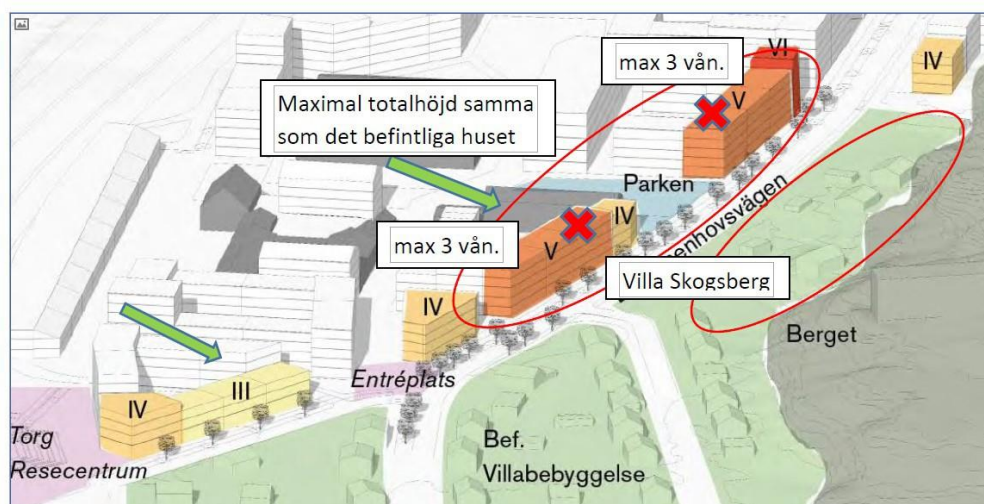 VI
max 3 vån.
IV
Maximal totalhöjd samma
som det befintliga huset
V
Parken
enhovsvägen
IV
max 3 vån.
V
Villa Skogsberg
IV
Berget
Entréplats
III
IV
Torg
Resecentrum
Bef.
Villabebyggelse